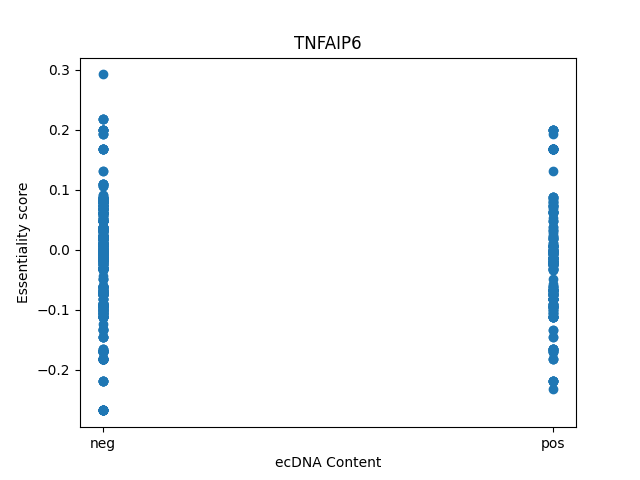 TNFAIP6
0.3
0.2
0.1
0.0
−0.1
−0.2
Essentiality score
neg
pos
ecDNA Content